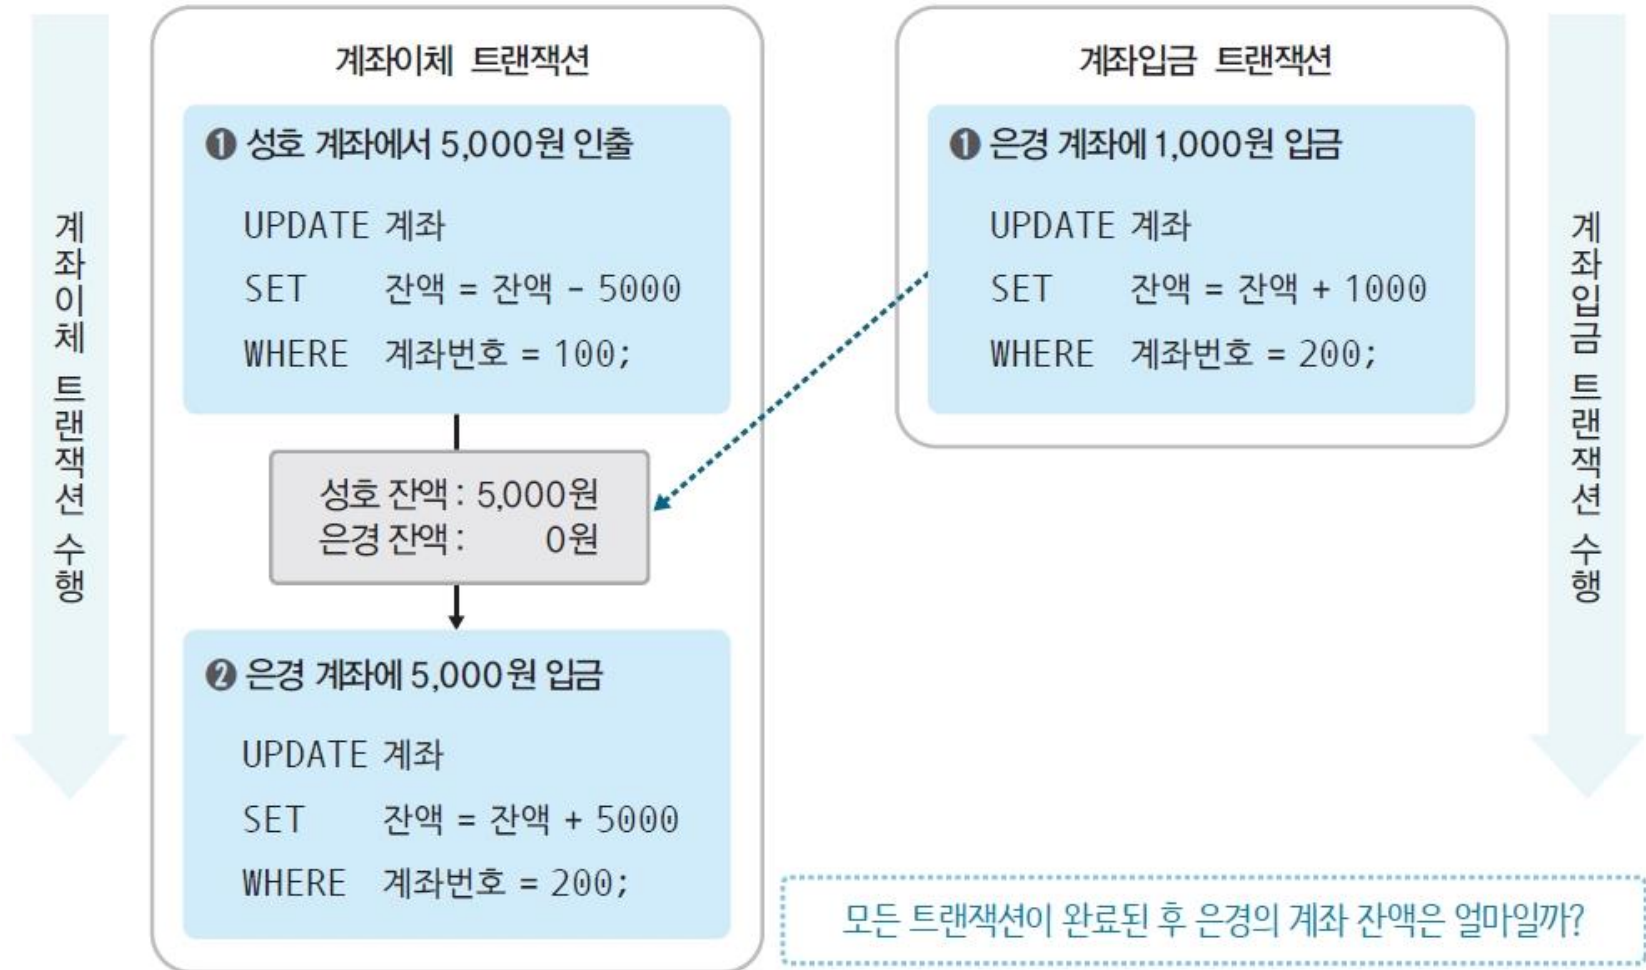 계좌이체 트랜잭션 수행
계좌이체 트랜잭션
❶ 성호 계좌에서 5,000원 인출
UPDATE 계좌
SET 잔액 = 잔액 - 5000
WHERE 계좌번호 = 100;
성호 잔액 : 5,000원
은경 잔액 : 0원
❷ 은경 계좌에 5,000원 입금
UPDATE 계좌
SET 잔액 = 잔액 + 5000
WHERE 계좌번호 = 200;
계좌입금 트랜잭션
❶ 은경 계좌에 1,000원 입금
UPDATE 계좌
SET 잔액 = 잔액 + 1000
WHERE 계좌번호 = 200;
계좌입금 트랜잭션 수행
모든 트랜잭션이 완료된 후 은경의 계좌 잔액은 얼마일까?